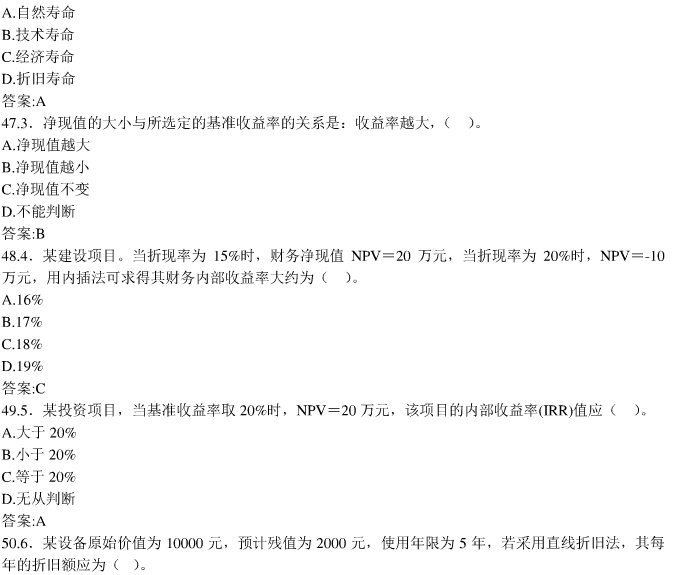 A.自然寿命
B.技术寿命
C.经济寿命
D.折旧寿命
答案:A
47.3．净现值的大小与所选定的基准收益率的关系是：收益率越大，（　）。
A.净现值越大
B.净现值越小
C.净现值不变
D.不能判断
答案:B
48.4．某建设项目。当折现率为 15%时，财务净现值 NPV＝20 万元，当折现率为 20%时，NPV＝-10
万元，用内插法可求得其财务内部收益率大约为（　）。
A.16%
B.17%
C.18%
D.19%
答案:C
49.5．某投资项目，当基准收益率取 20%时，NPV＝20 万元，该项目的内部收益率(IRR)值应（　）。
A.大于 20%
B.小于 20%
C.等于 20%
D.无从判断
答案:A
50.6．某设备原始价值为 10000 元，预计残值为 2000 元，使用年限为 5 年，若采用直线折旧法，其每
年的折旧额应为（　）。